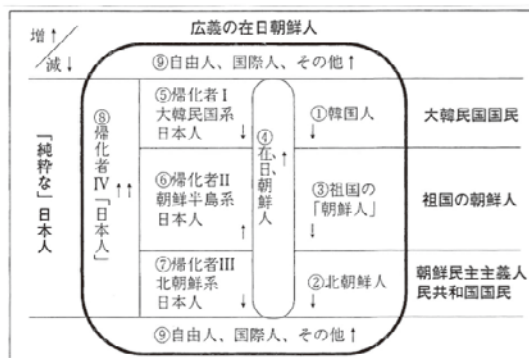 広義の在日朝鮮人
増↑
減↓
⑨自由人、国際人、その他↑
「純粋な」日本人
⑧帰化者Ⅳ「日本人」
↑↑
⑤帰化者Ⅰ
大韓民国系
日本人
↓
⑥帰化者Ⅱ
朝鮮半島系
日本人
↑
⑦帰化者Ⅲ
北朝鮮系
日本人
↓
④在、日、朝鮮人
↑
①韓国人
↓
③祖国の
「朝鮮人」
↓
②北朝鮮人
↓
大韓民国国民
祖国の朝鮮人
朝鮮民主主義人
民共和国国民
⑨自由人、国際人、その他↑